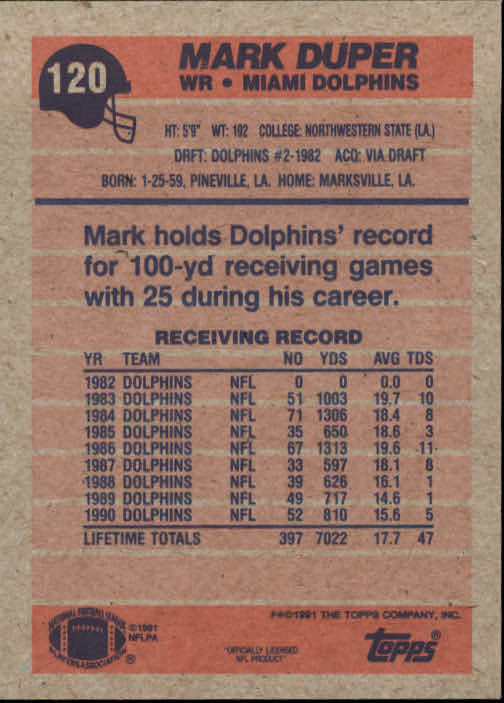 120
MARK DUPER
WR • MIAMI DOLPHINS
HT: 5'9" WT: 192 COLLEGE: NORTHWESTERN STATE (LA.)
DRFT: DOLPHINS #2-1982 ACQ: VIA DRAFT
BORN: 1-25-59, PINEVILLE, LA. HOME: MARKSVILLE, LA.
Mark holds Dolphins' record
for 100-yd receiving games
with 25 during his career.
RECEIVING RECORD
YR TEAM NO YDS AVG TDS
1982 DOLPHINS NFL 0 0 0.0 0
1983 DOLPHINS NFL 51 1003 19.7 10
1984 DOLPHINS NFL 71 1306 18.4 8
1985 DOLPHINS NFL 35 650 18.6 3
1986 DOLPHINS NFL 67 1313 19.6 11
1987 DOLPHINS NFL 33 597 18.1 8
1988 DOLPHINS NFL 39 626 16.1 1
1989 DOLPHINS NFL 49 717 14.6 1
1990 DOLPHINS NFL 52 810 15.6 5
LIFETIME TOTALS 397 7022 17.7 47
NATIONAL FOOTBALL LEAGUE
PLAYERS ASSOCIATION ®
©1991
NFLPA
F*©1991 THE TOPPS COMPANY, INC.
"OFFICIALLY LICENSED
NFL PRODUCT"
TOPPS®